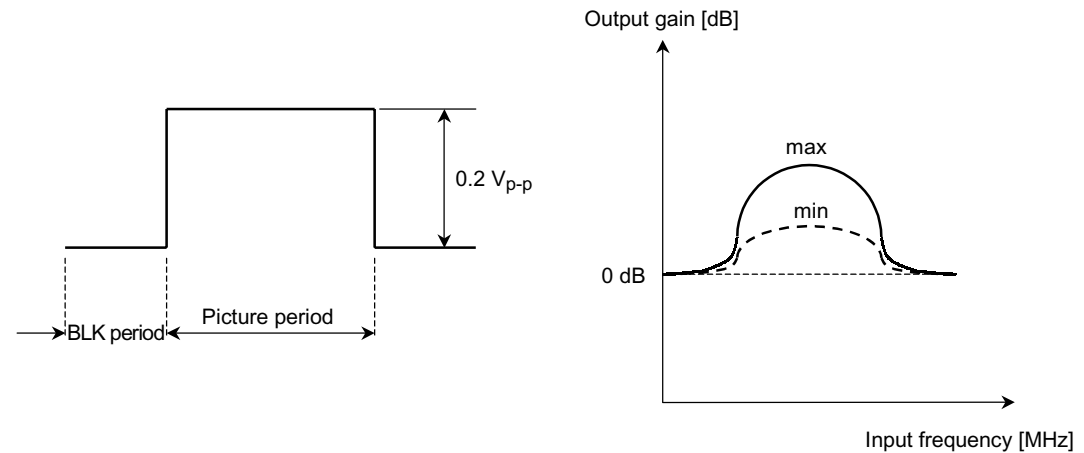 0.2 Vp-p
BLK period
Picture period
Output gain [dB]
max
min
0 dB
Input frequency [MHz]